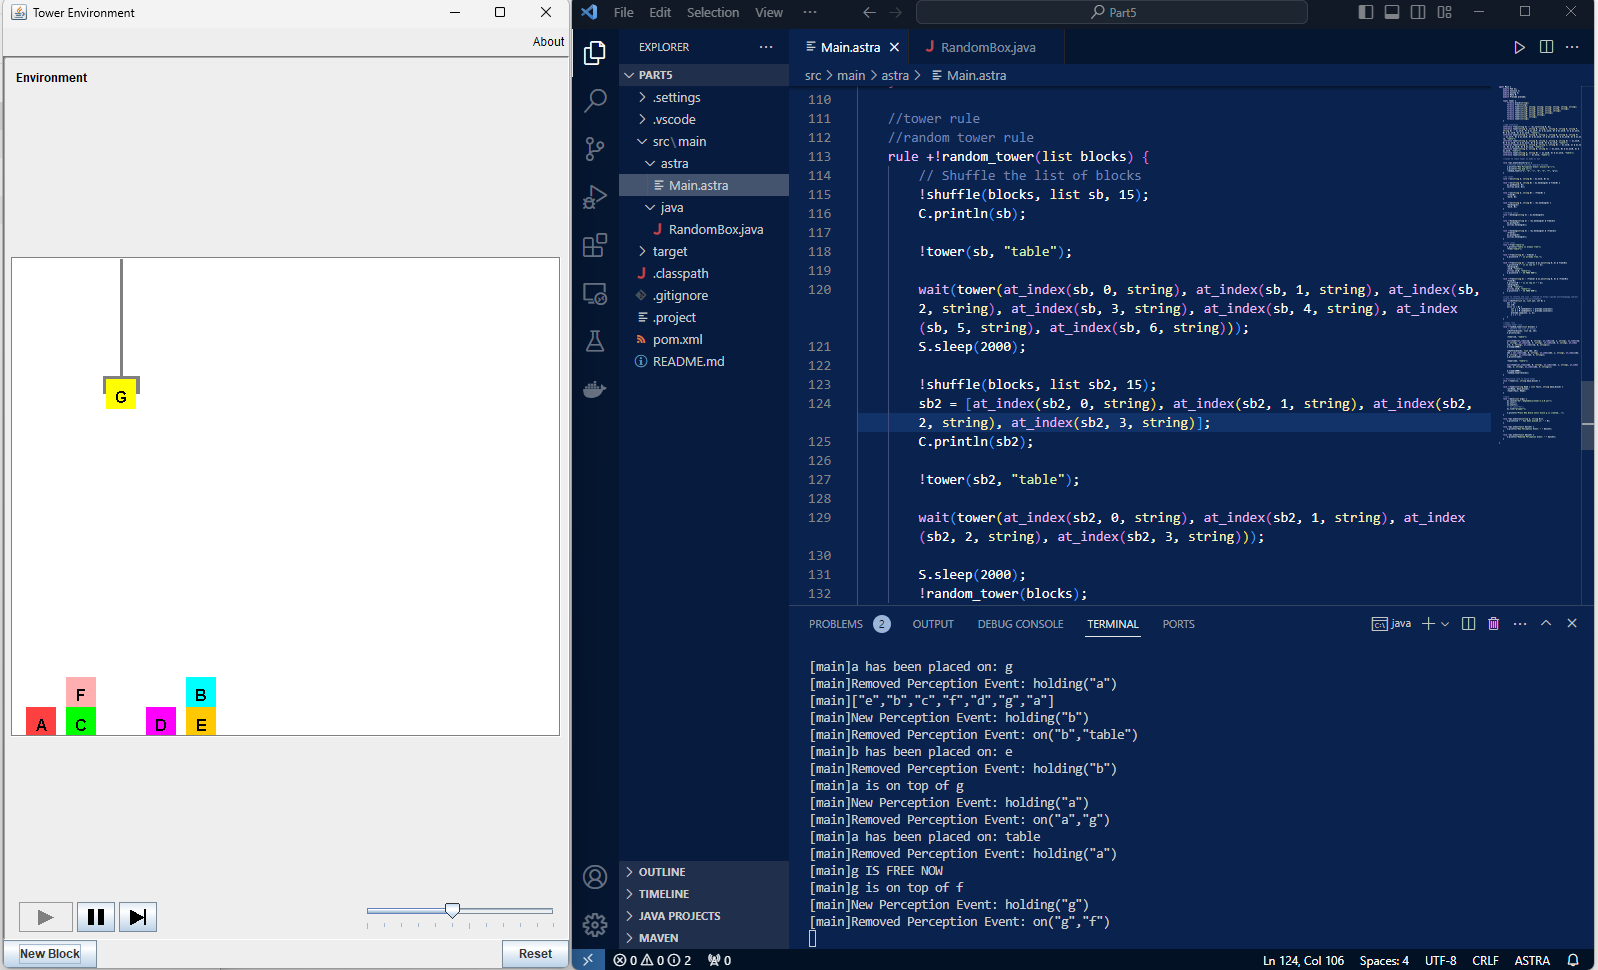 Tower Environment
About
Environment
G
F
B
A
C
D
E
New Block
Reset
File Edit Selection View ···
Part5
EXPLORER
PART5
.settings
.vscode
src\main
astra
Main.astra
java
RandomBox.java
target
.classpath
.gitignore
.project
pom.xml
README.md
OUTLINE
TIMELINE
JAVA PROJECTS
MAVEN
Main.astra
RandomBox.java
src > main > astra > Main.astra
110
111 //tower rule
112 //random tower rule
113 rule +!random_tower(list blocks) {
114 // Shuffle the list of blocks
115 !shuffle(blocks, list sb, 15);
116 C.println(sb);
117
118 !tower(sb, "table");
119
120 wait(tower(at_index(sb, 0, string), at_index(sb, 1, string), at_index(sb,
2, string), at_index(sb, 3, string), at_index(sb, 4, string), at_index
(sb, 5, string), at_index(sb, 6, string)));
121 S.sleep(2000);
122
123 !shuffle(blocks, list sb2, 15);
124 sb2 = [at_index(sb2, 0, string), at_index(sb2, 1, string), at_index(sb2,
2, string), at_index(sb2, 3, string)];
125 C.println(sb2);
126
127 !tower(sb2, "table");
128
129 wait(tower(at_index(sb2, 0, string), at_index(sb2, 1, string), at_index
(sb2, 2, string), at_index(sb2, 3, string)));
130
131 S.sleep(2000);
132 !random_tower(blocks);
PROBLEMS 2 OUTPUT DEBUG CONSOLE TERMINAL PORTS
java
[main]a has been placed on: g
[main]Removed Perception Event: holding("a")
[main]["e","b","c","f","d","g","a"]
[main]New Perception Event: holding("b")
[main]Removed Perception Event: on("b","table")
[main]b has been placed on: e
[main]Removed Perception Event: holding("b")
[main]a is on top of g
[main]New Perception Event: holding("a")
[main]Removed Perception Event: on("a","g")
[main]a has been placed on: table
[main]Removed Perception Event: holding("a")
[main]g IS FREE NOW
[main]g is on top of f
[main]New Perception Event: holding("g")
[main]Removed Perception Event: on("g","f")
0 0 2 0
Ln 124, Col 106 Spaces: 4 UTF-8 CRLF ASTRA